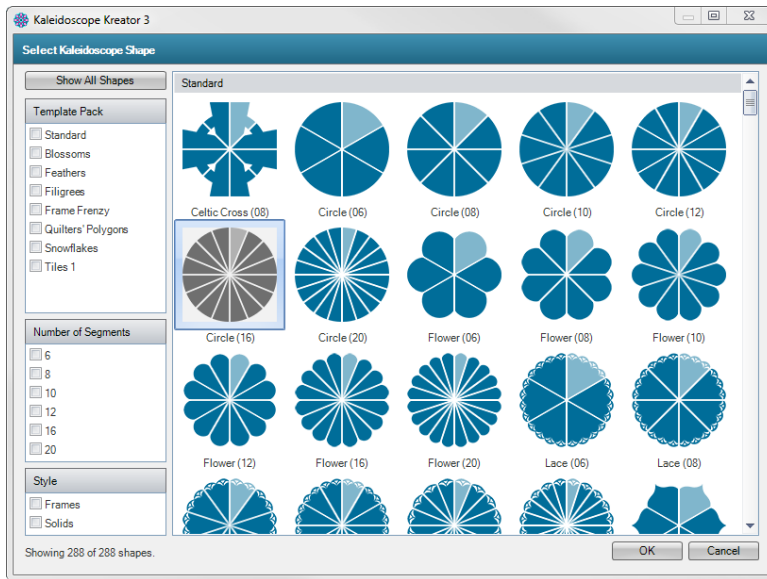 Kaleidoscope Kreator 3
Select Kaleidoscope Shape
Show All Shapes
Template Pack
Standard
Blossoms
Feathers
Filigrees
Frame Frenzy
Quilters' Polygons
Snowflakes
Tiles 1
Number of Segments
6
8
10
12
16
20
Style
Frames
Solids
Showing 288 of 288 shapes.
Standard
Celtic Cross (08) Circle (06) Circle (08) Circle (10) Circle (12)
Circle (16) Circle (20) Flower (06) Flower (08) Flower (10)
Flower (12) Flower (16) Flower (20) Lace (06) Lace (08)
OK Cancel